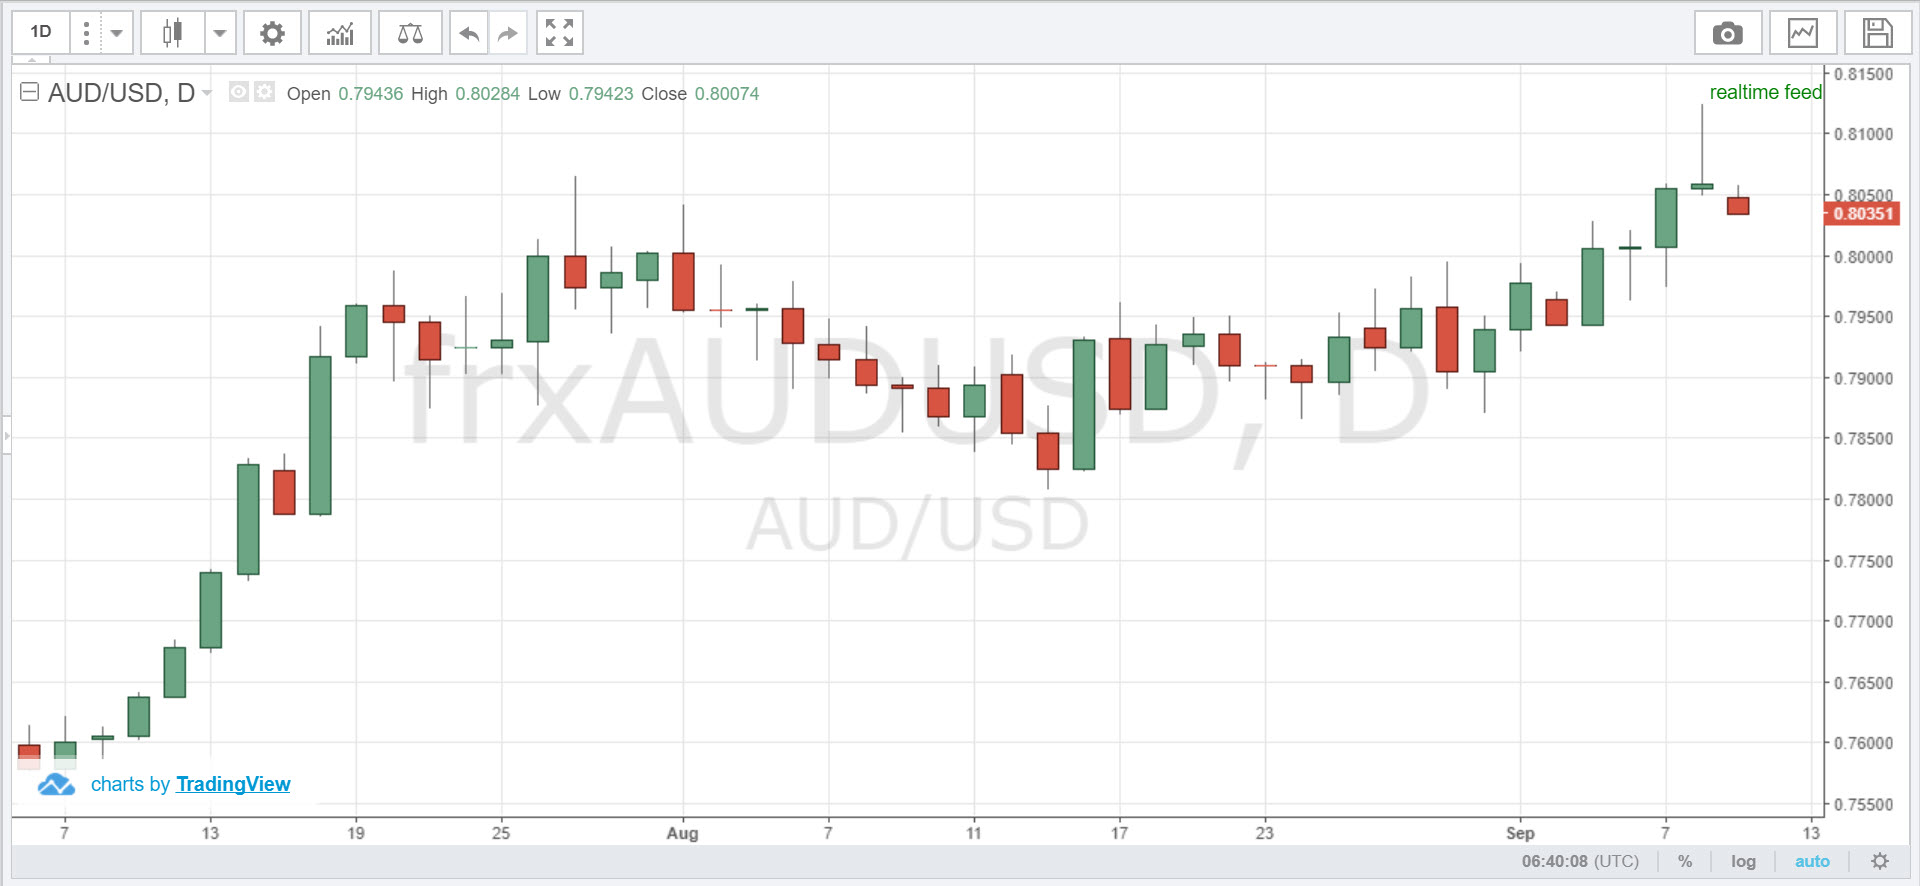 1D
AUD/USD, D Open 0.79436 High 0.80284 Low 0.79423 Close 0.80074
realtime feed
0.81500
0.81000
0.80500
0.80351
0.80000
0.79500
0.79000
0.78500
0.78000
0.77500
0.77000
0.76500
0.76000
0.75500
frxAUDUSD, D
AUD/USD
charts by TradingView
7 13 19 25 Aug 7 11 17 23 Sep 7 13
06:40:08 (UTC) % log auto